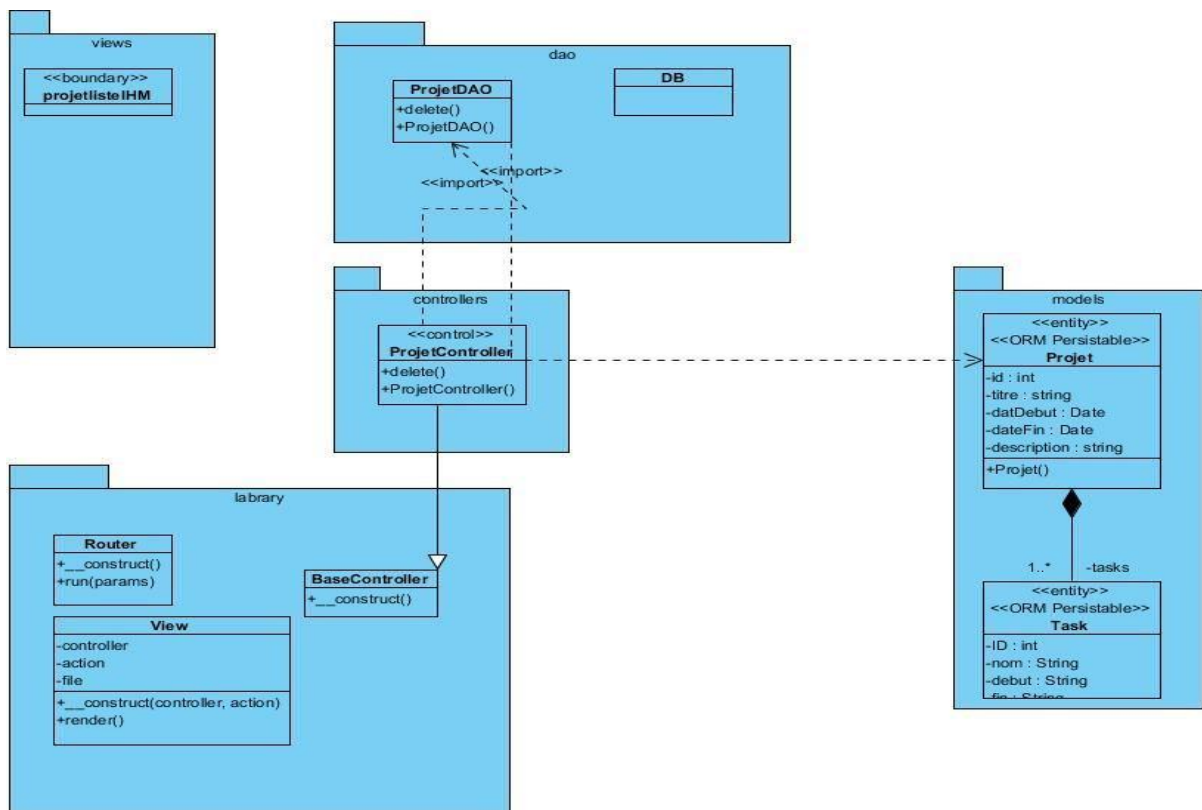 views
<<boundary>>
projetlisteIHM
dao
ProjetDAO
+delete()
+ProjetDAO()
DB
<<import>>
<<import>>
controllers
<<control>>
ProjetController
+delete()
+ProjetController()
models
<<entity>>
<<ORM Persistable>>
Projet
-id : int
-titre : string
-datDebut : Date
-dateFin : Date
-description : string
+Projet()
1..*
-tasks
<<entity>>
<<ORM Persistable>>
Task
-ID : int
-nom : String
-debut : String
-fin : String
labrary
Router
+__construct()
+run(params)
BaseController
+__construct()
View
-controller
-action
-file
+__construct(controller, action)
+render()